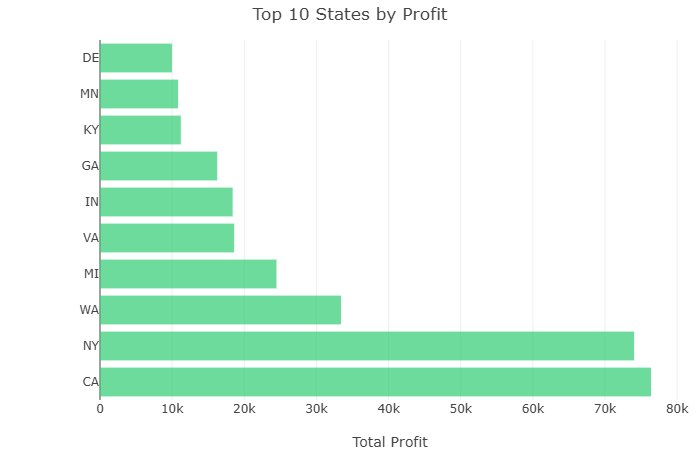 Top 10 States by Profit
DE
MN
KY
GA
IN
VA
MI
WA
NY
CA
0 10k 20k 30k 40k 50k 60k 70k 80k
Total Profit